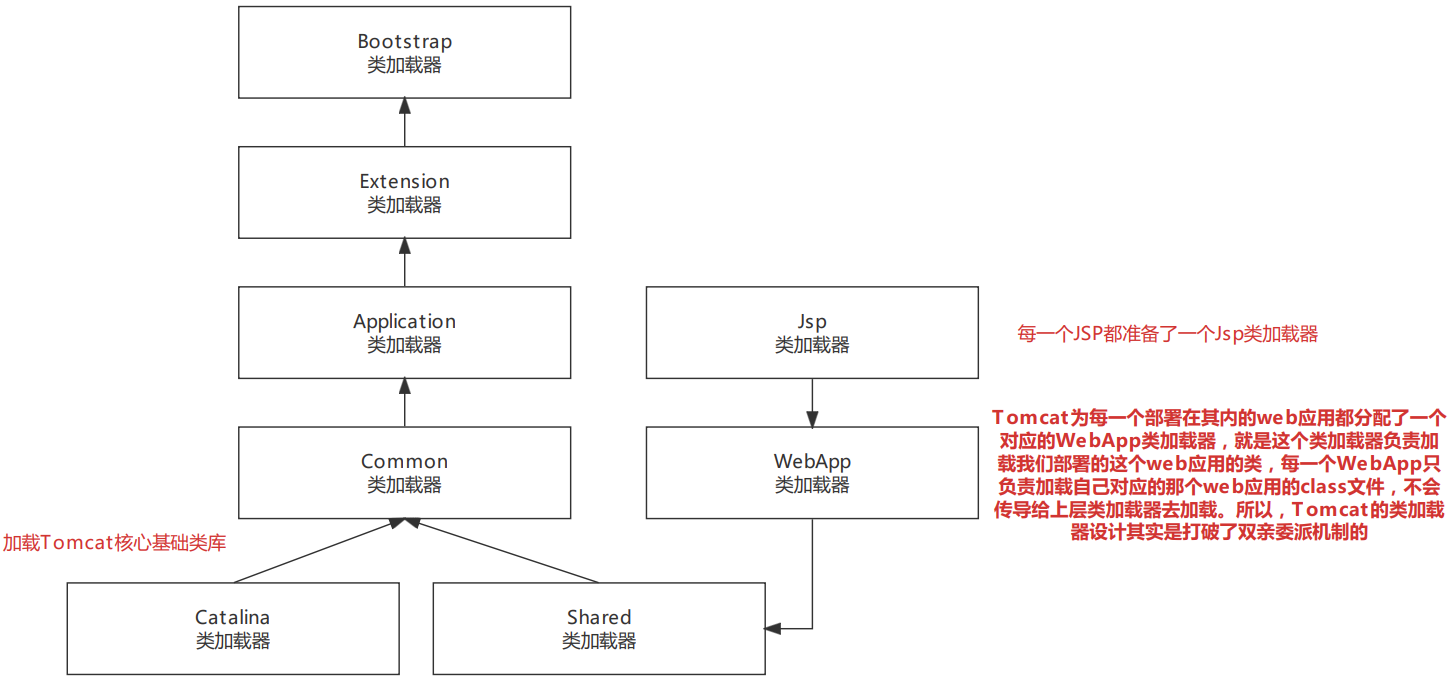 Bootstrap
类加载器
Extension
类加载器
Application
类加载器
Jsp
类加载器
每一个JSP都准备了一个Jsp类加载器
Common
类加载器
WebApp
类加载器
Tomcat为每一个部署在其内的web应用都分配了一个
对应的WebApp类加载器，就是这个类加载器负责加
载我们部署的这个web应用的类，每一个WebApp只
负责加载自己对应的那个web应用的class文件，不会
传导给上层类加载器去加载。所以，Tomcat的类加载
器设计其实是打破了双亲委派机制的
加载Tomcat核心基础类库
Catalina
类加载器
Shared
类加载器